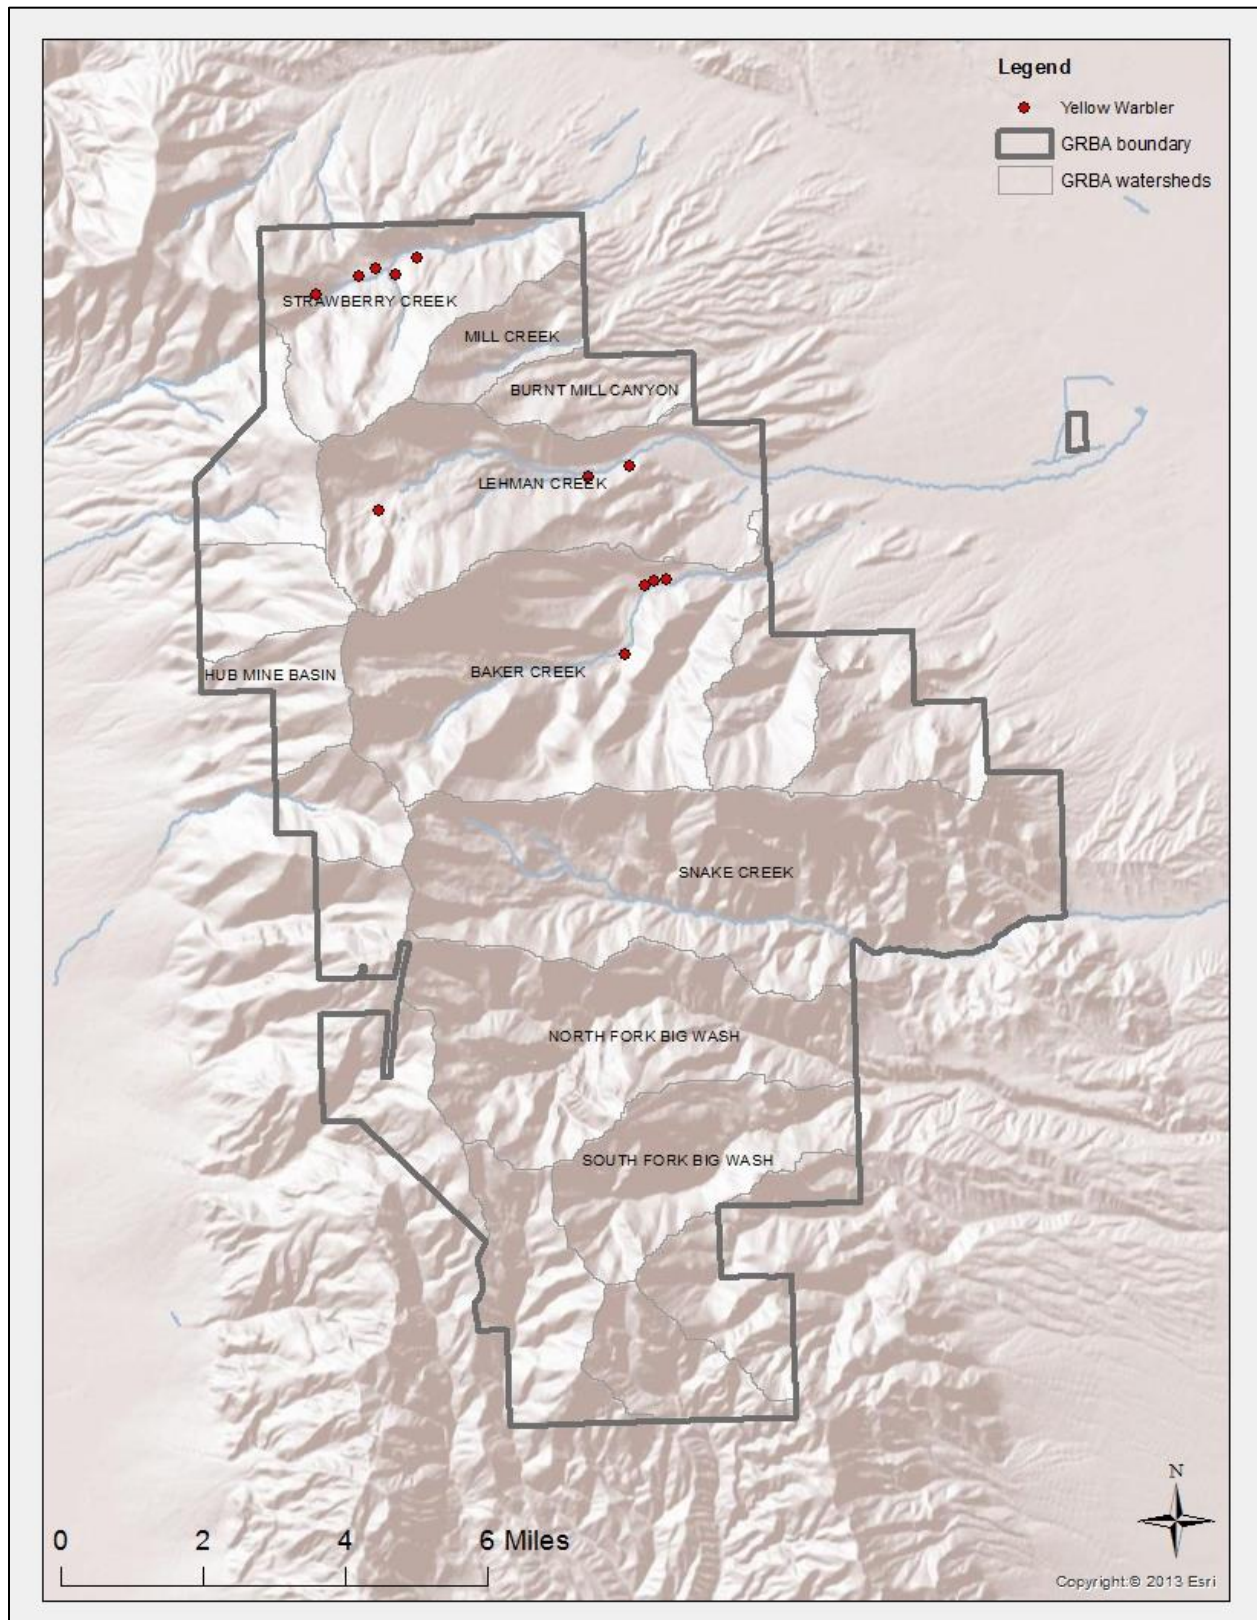 Legend
Yellow Warbler
GRBA boundary
GRBA watersheds
STRAWBERRY CREEK
MILL CREEK
BURNT MILL CANYON
LEHMAN CREEK
BAKER CREEK
HUB MINE BASIN
SNAKE CREEK
NORTH FORK BIG WASH
SOUTH FORK BIG WASH
N
0 2 4 6 Miles
Copyright:© 2013 Esri